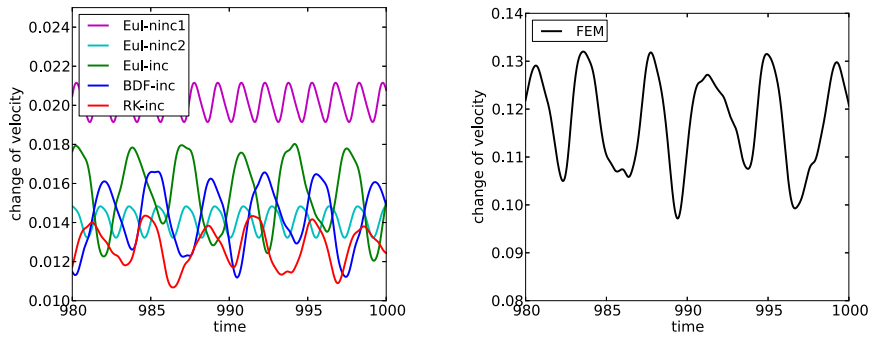 0.024
0.022
0.020
0.018
0.016
0.014
0.012
0.010
change of velocity
Eul-ninc1
Eul-ninc2
Eul-inc
BDF-inc
RK-inc
980
985
990
995
1000
time
0.14
0.13
0.12
0.11
0.10
0.09
0.08
change of velocity
FEM
980
985
990
995
1000
time